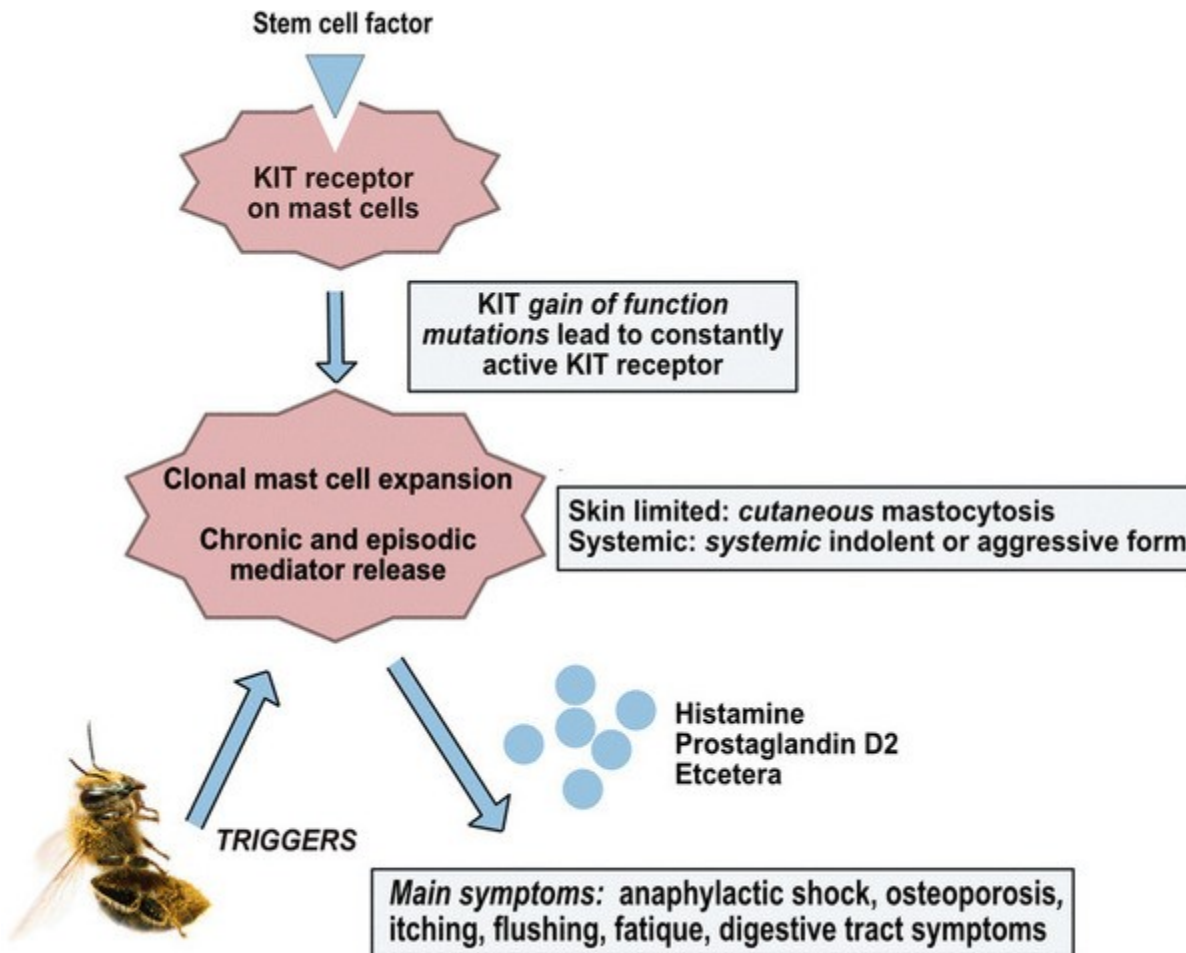 Stem cell factor
KIT receptor
on mast cells
KIT gain of function
mutations lead to constantly
active KIT receptor
Clonal mast cell expansion
Chronic and episodic
mediator release
Skin limited: cutaneous mastocytosis
Systemic: systemic indolent or aggressive form
Histamine
Prostaglandin D2
Etcetera
TRIGGERS
Main symptoms: anaphylactic shock, osteoporosis,
itching, flushing, fatique, digestive tract symptoms